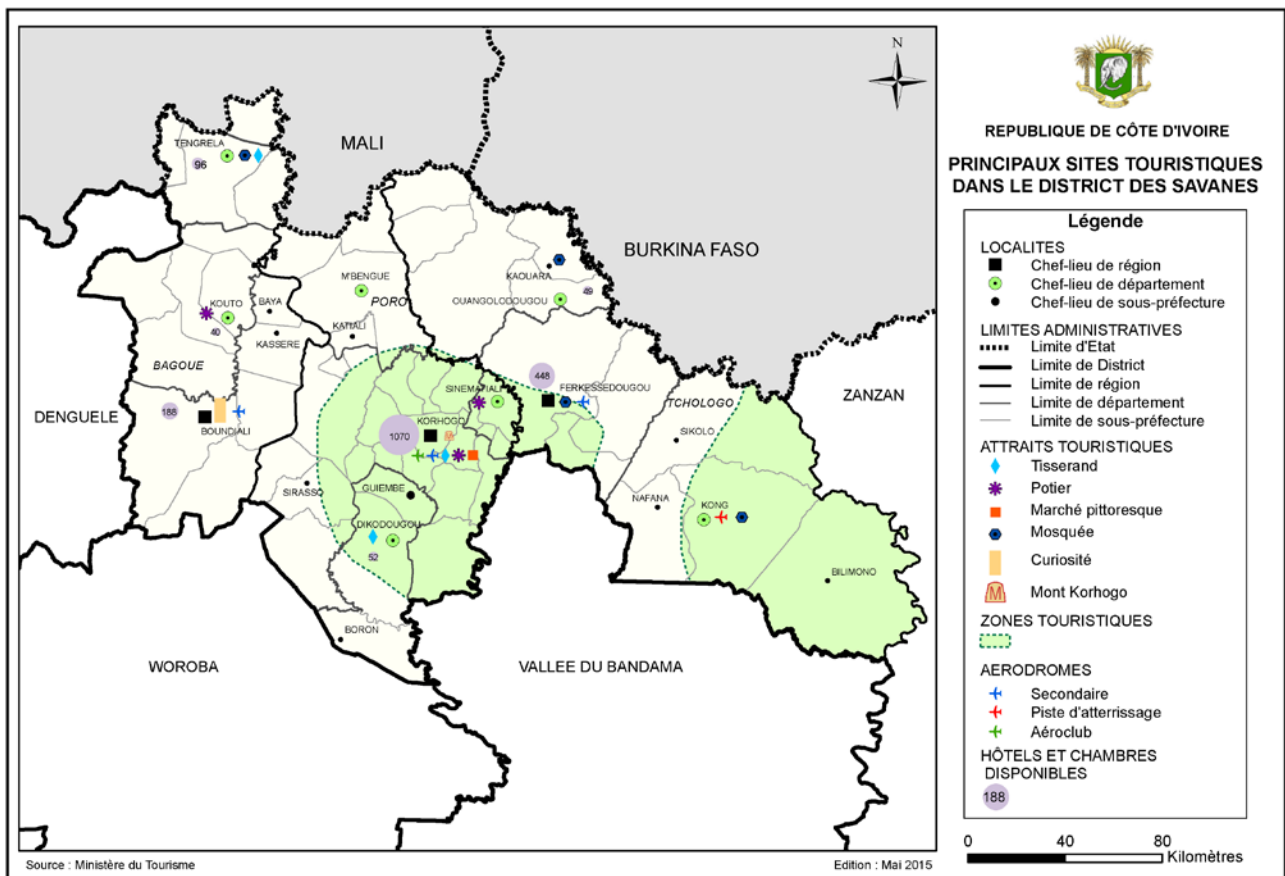 N
MALI
TENGRELA
96
BURKINA FASO
KAOUARA
M'BENGUE
PORO
OUANGOLODOUGOU
49
KOUTO
BAYA
40
KASSERE
KATIALI
BAGOUE
448
FERKESSEDOUGOU
SINEMATIALI
ZANZAN
TCHOLOGO
DENGUELE
188
BOUNDIALI
KORHOGO
M
1070
SIKOLO
SIRASSO
GUIEMBE
NAFANA
KONG
DIKODOUGOU
52
BILIMONO
BORON
WOROBA
VALLEE DU BANDAMA
Source : Ministère du Tourisme
Edition : Mai 2015
REPUBLIQUE DE CÔTE D'IVOIRE
PRINCIPAUX SITES TOURISTIQUES
DANS LE DISTRICT DES SAVANES
Légende
LOCALITES
Chef-lieu de région
Chef-lieu de département
Chef-lieu de sous-préfecture
LIMITES ADMINISTRATIVES
Limite d'Etat
Limite de District
Limite de région
Limite de département
Limite de sous-préfecture
ATTRAITS TOURISTIQUES
Tisserand
Potier
Marché pittoresque
Mosquée
Curiosité
M
Mont Korhogo
ZONES TOURISTIQUES
AERODROMES
Secondaire
Piste d'atterrissage
Aéroclub
HÔTELS ET CHAMBRES
DISPONIBLES
188
0 40 80
Kilomètres